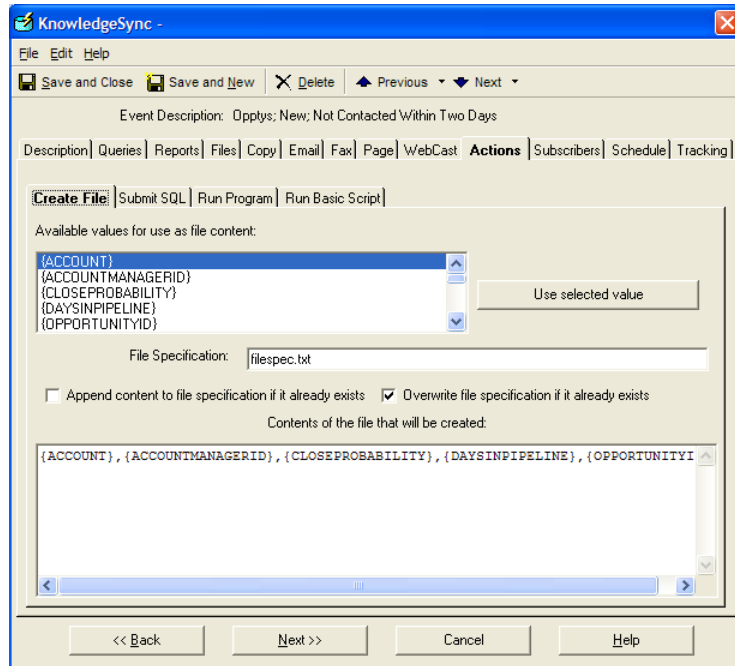 KnowledgeSync -
File Edit Help
Save and Close Save and New Delete Previous Next
Event Description: Opptys; New; Not Contacted Within Two Days
Description Queries Reports Files Copy Email Fax Page WebCast Actions Subscribers Schedule Tracking
Create File Submit SQL Run Program Run Basic Script
Available values for use as file content:
{ACCOUNT}
{ACCOUNTMANAGERID}
{CLOSEPROBABILITY}
{DAYSINPIPELINE}
{OPPORTUNITYID}
Use selected value
File Specification: filespec.txt
Append content to file specification if it already exists Overwrite file specification if it already exists
Contents of the file that will be created:
{ACCOUNT},{ACCOUNTMANAGERID},{CLOSEPROBABILITY},{DAYSINPIPELINE},{OPPORTUNITYI
<< Back Next >> Cancel Help